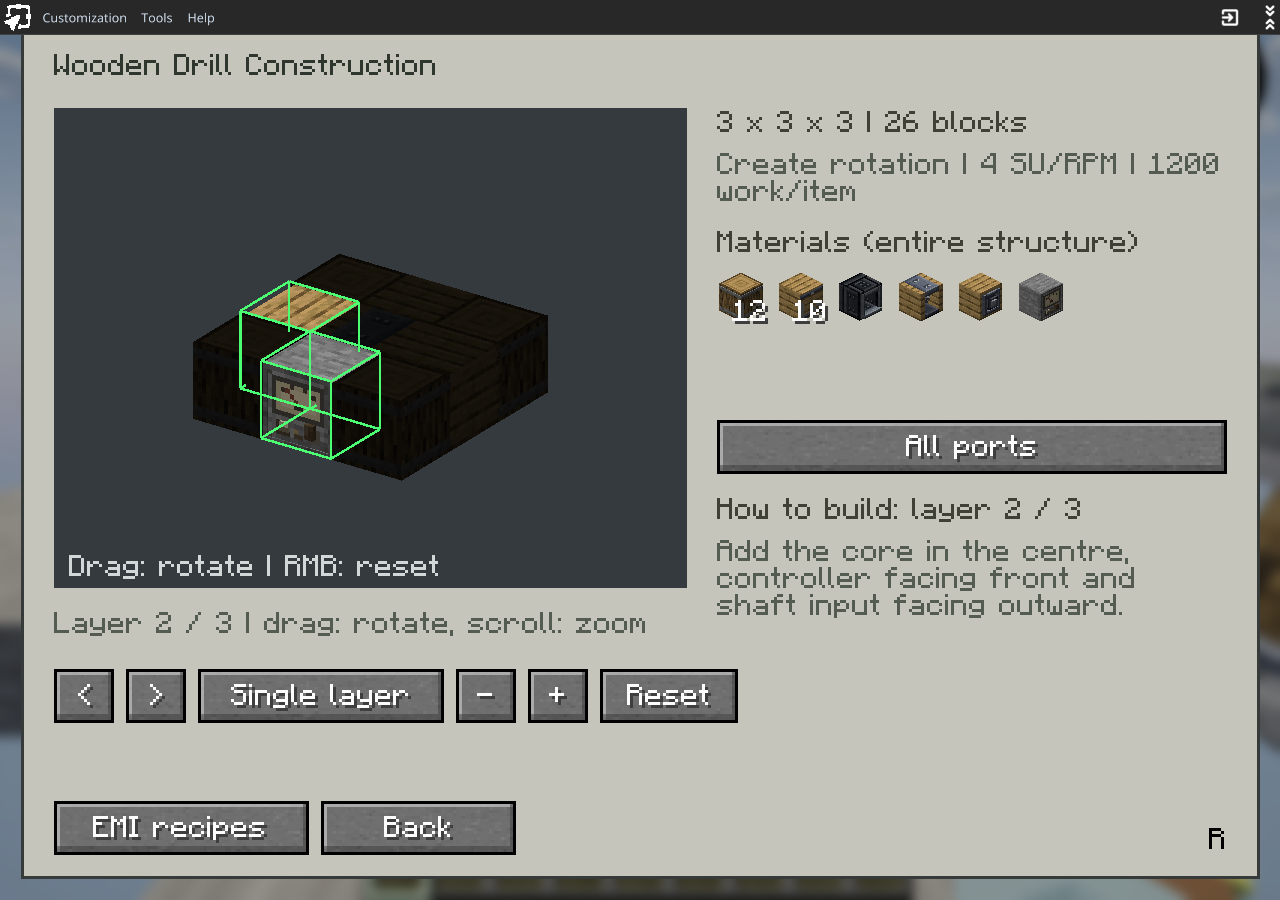 Customization Tools Help
Wooden Drill Construction
3 x 3 x 3 | 26 blocks
Create rotation | 4 SU/RPM | 1200
work/item
Materials (entire structure)
12 10
All ports
How to build: layer 2 / 3
Add the core in the centre,
controller facing front and
shaft input facing outward.
Drag: rotate | RMB: reset
Layer 2 / 3 | drag: rotate, scroll: zoom
< > Single layer - + Reset
EMI recipes Back
R